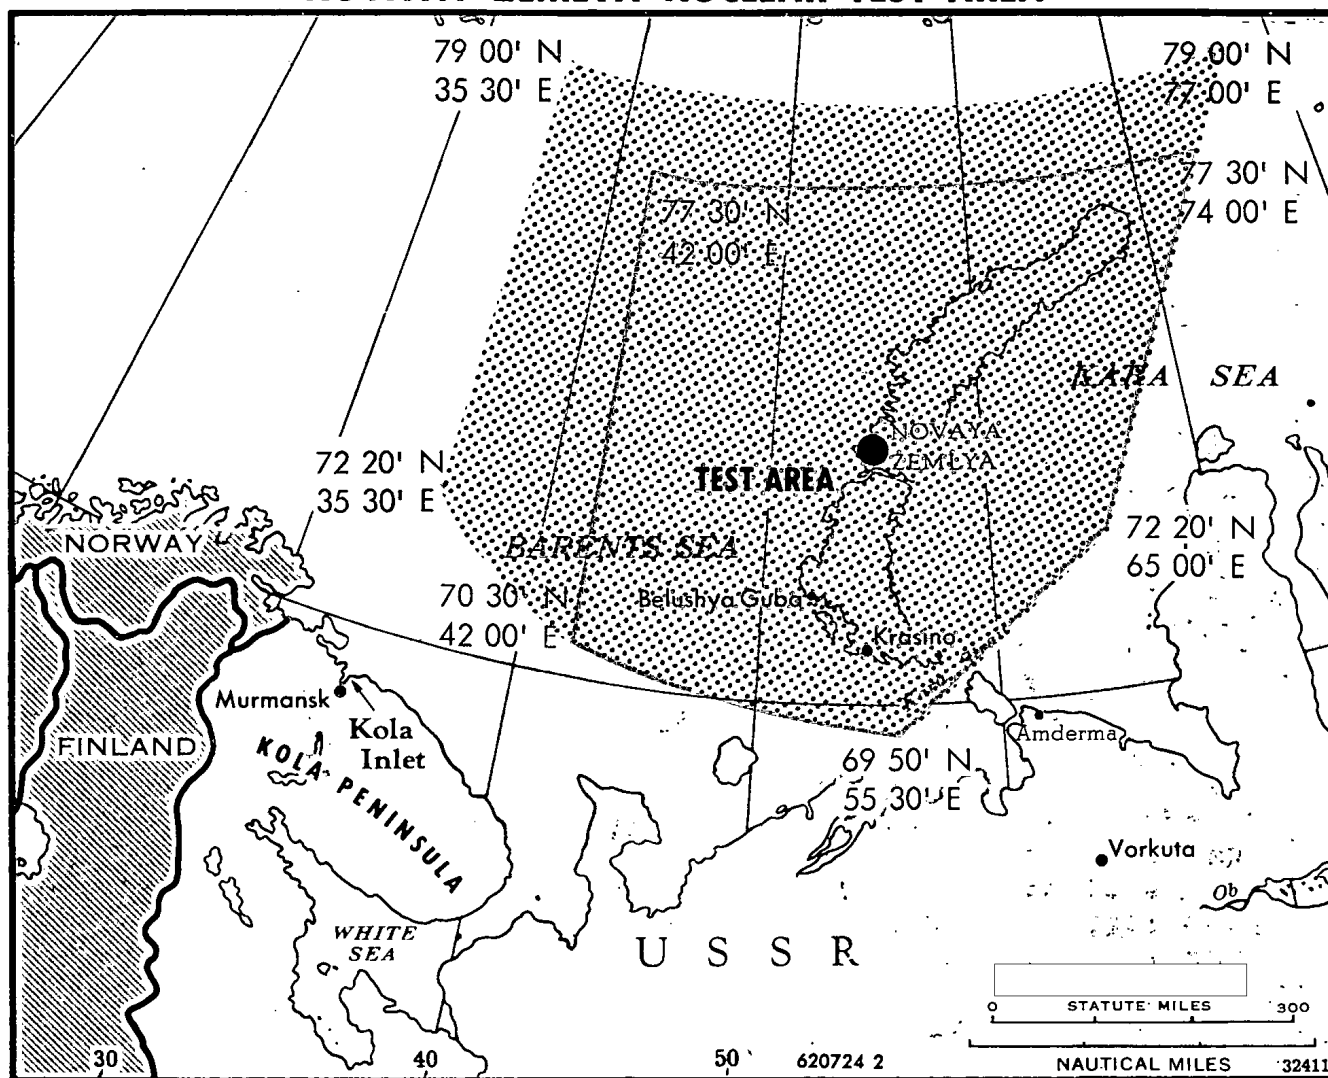 79 00' N
35 30' E
79 00' N
77 00' E
77 30' N
74 00' E
77 30' N
42 00' E
KARA SEA
NOVAYA
ZEMLYA
TEST AREA
72 20' N
35 30' E
72 20' N
65 00' E
NORWAY
BARENTS SEA
70 30' N
42 00' E
Belushya Guba
Krasino
Murmansk
Kola
Inlet
Amderma
FINLAND
KOLA PENINSULA
69 50' N
55 30' E
Vorkuta
Ob
WHITE
SEA
U S S R
0 STATUTE MILES 300
30 40 50 620724 2
NAUTICAL MILES 32411